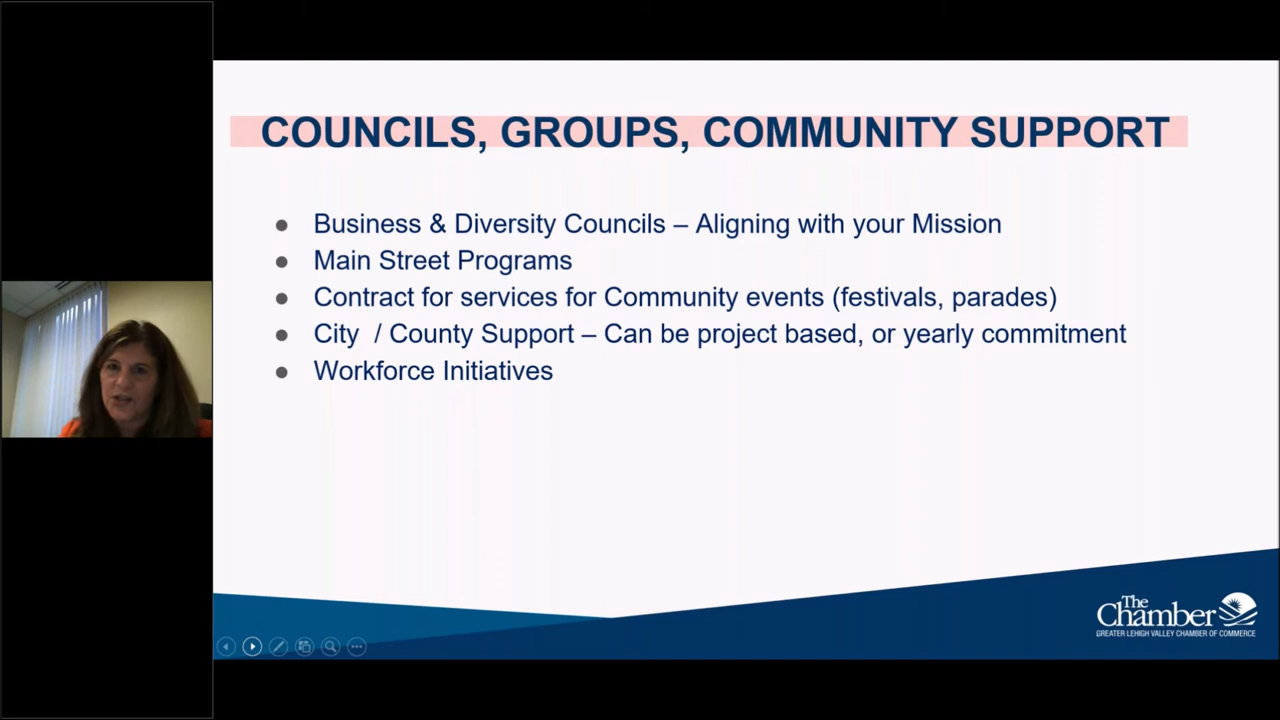 COUNCILS, GROUPS, COMMUNITY SUPPORT
Business & Diversity Councils – Aligning with your Mission
Main Street Programs
Contract for services for Community events (festivals, parades)
City / County Support – Can be project based, or yearly commitment
Workforce Initiatives
The
Chamber
GREATER LEHIGH VALLEY CHAMBER OF COMMERCE